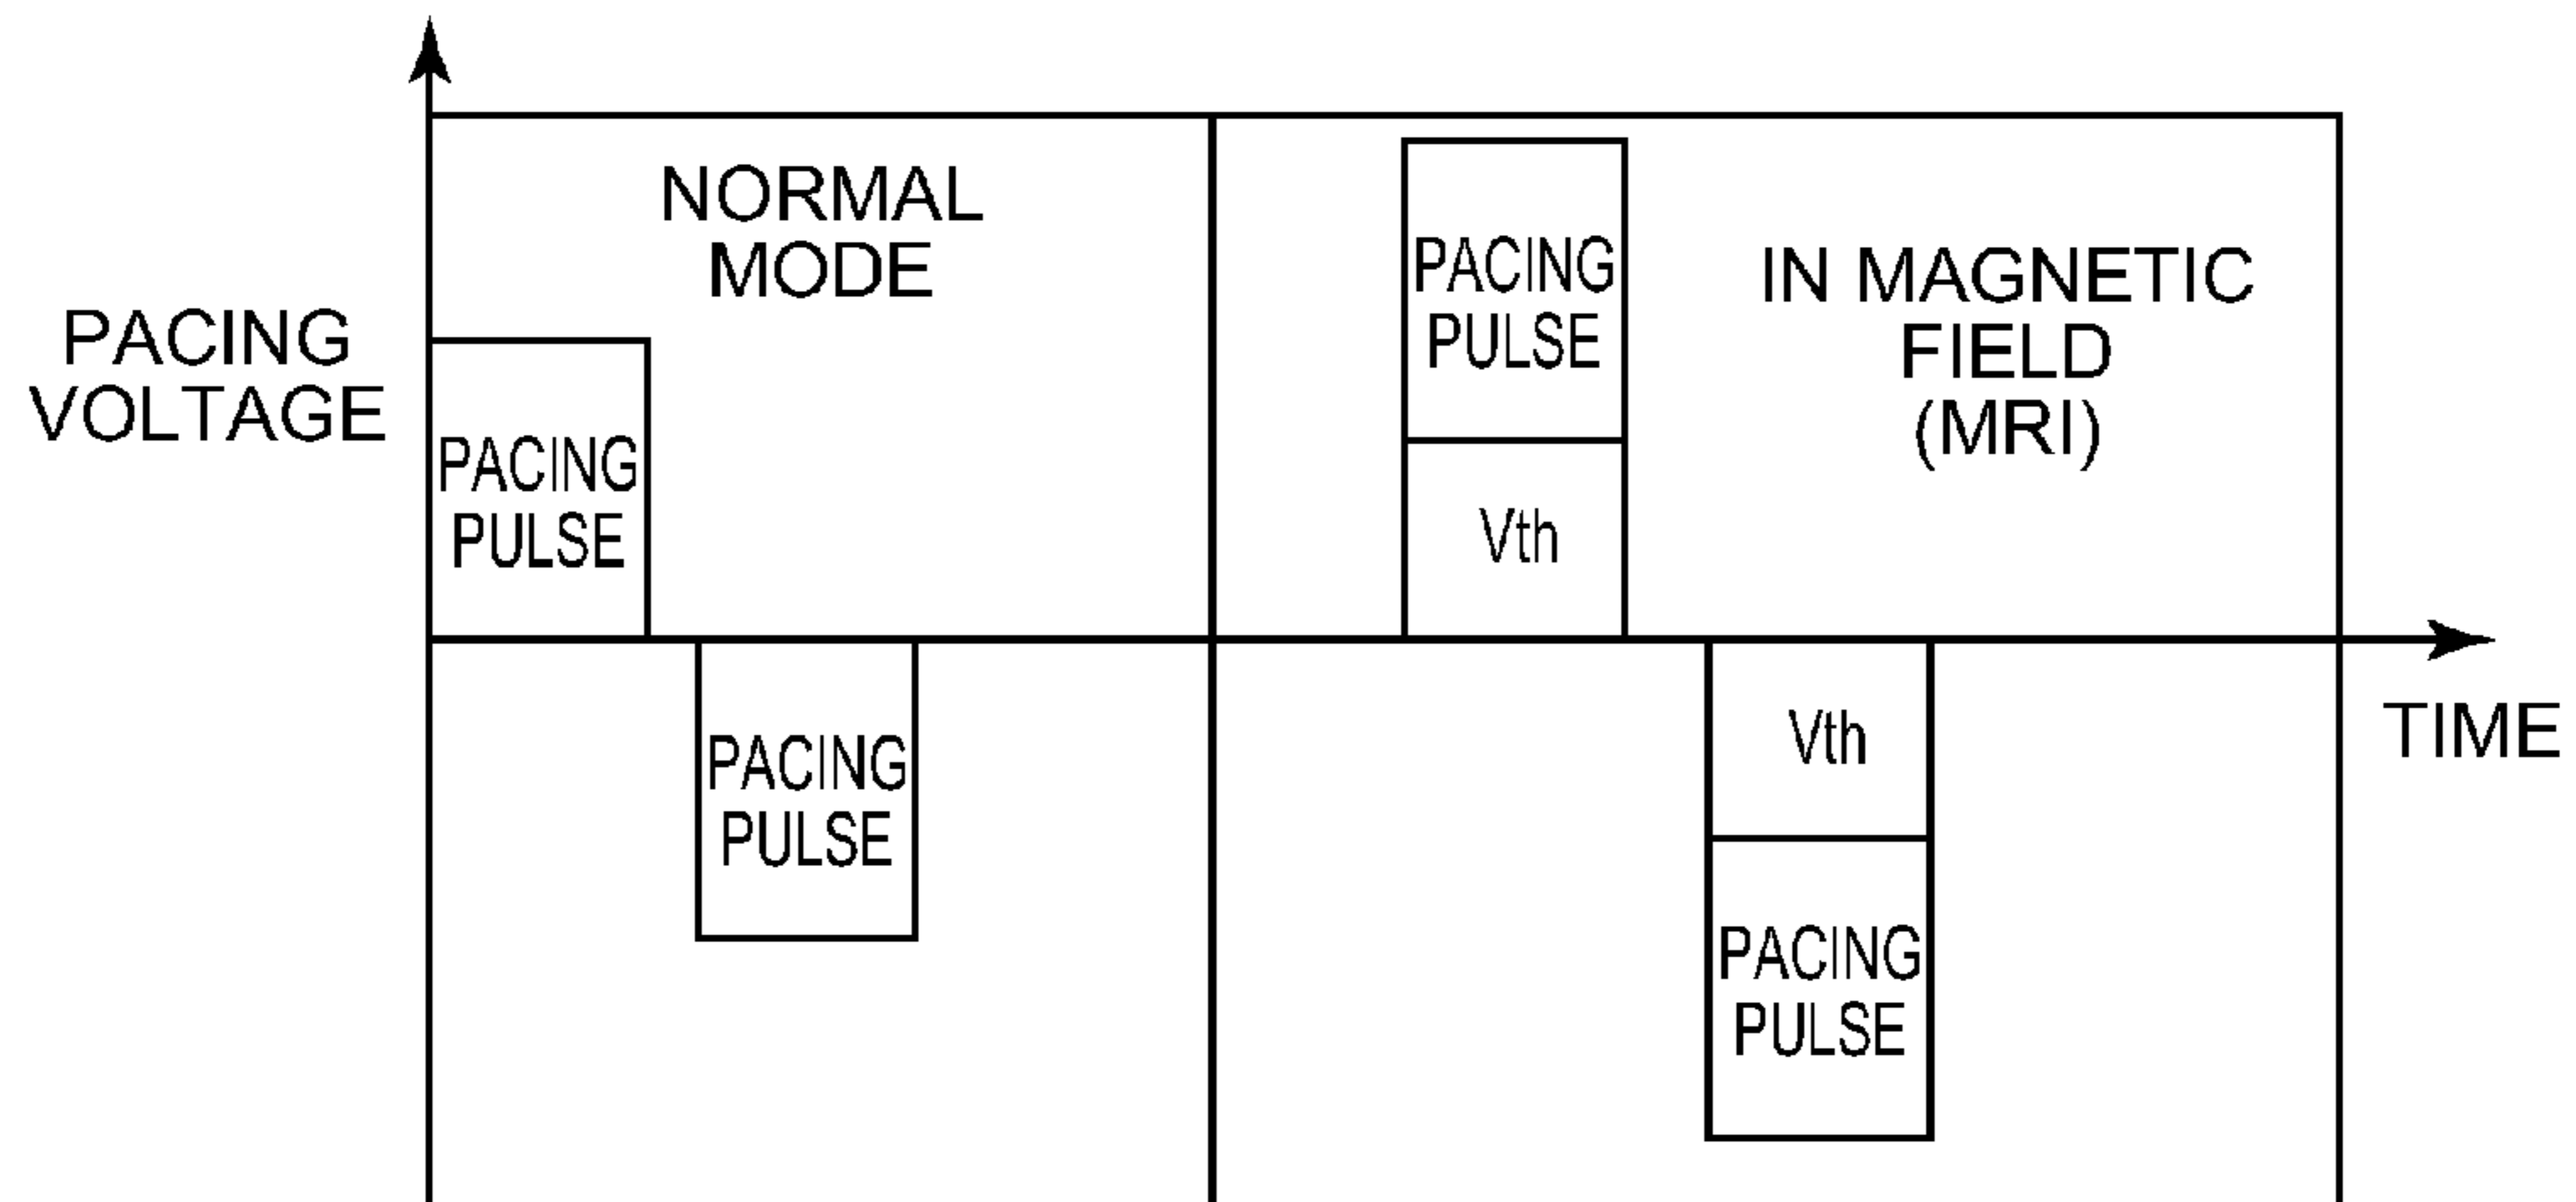 PACING
VOLTAGE
NORMAL
MODE
PACING
PULSE
PACING
PULSE
PACING
PULSE
Vth
IN MAGNETIC
FIELD
(MRI)
Vth
PACING
PULSE
TIME